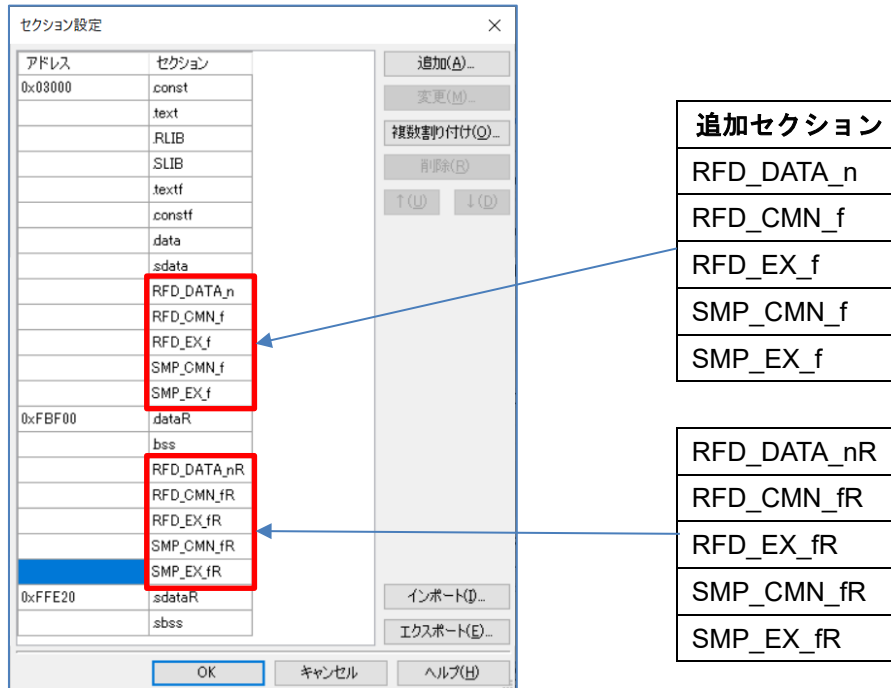 セクション設定
アドレス セクション
0x03000 .const
.text
.RLIB
.SLIB
.textf
.constf
.data
.sdata
RFD_DATA_n
RFD_CMN_f
RFD_EX_f
SMP_CMN_f
SMP_EX_f
0xFBF00 .dataR
.bss
RFD_DATA_nR
RFD_CMN_fR
RFD_EX_fR
SMP_CMN_fR
SMP_EX_fR
0xFFE20 .sdataR
.sbss
追加(A)...
変更(M)...
複数割り付け(O)...
削除(R)
↑(U) ↓(D)
インポート(I)...
エクスポート(E)...
OK キャンセル ヘルプ(H)
追加セクション
RFD_DATA_n
RFD_CMN_f
RFD_EX_f
SMP_CMN_f
SMP_EX_f
RFD_DATA_nR
RFD_CMN_fR
RFD_EX_fR
SMP_CMN_fR
SMP_EX_fR